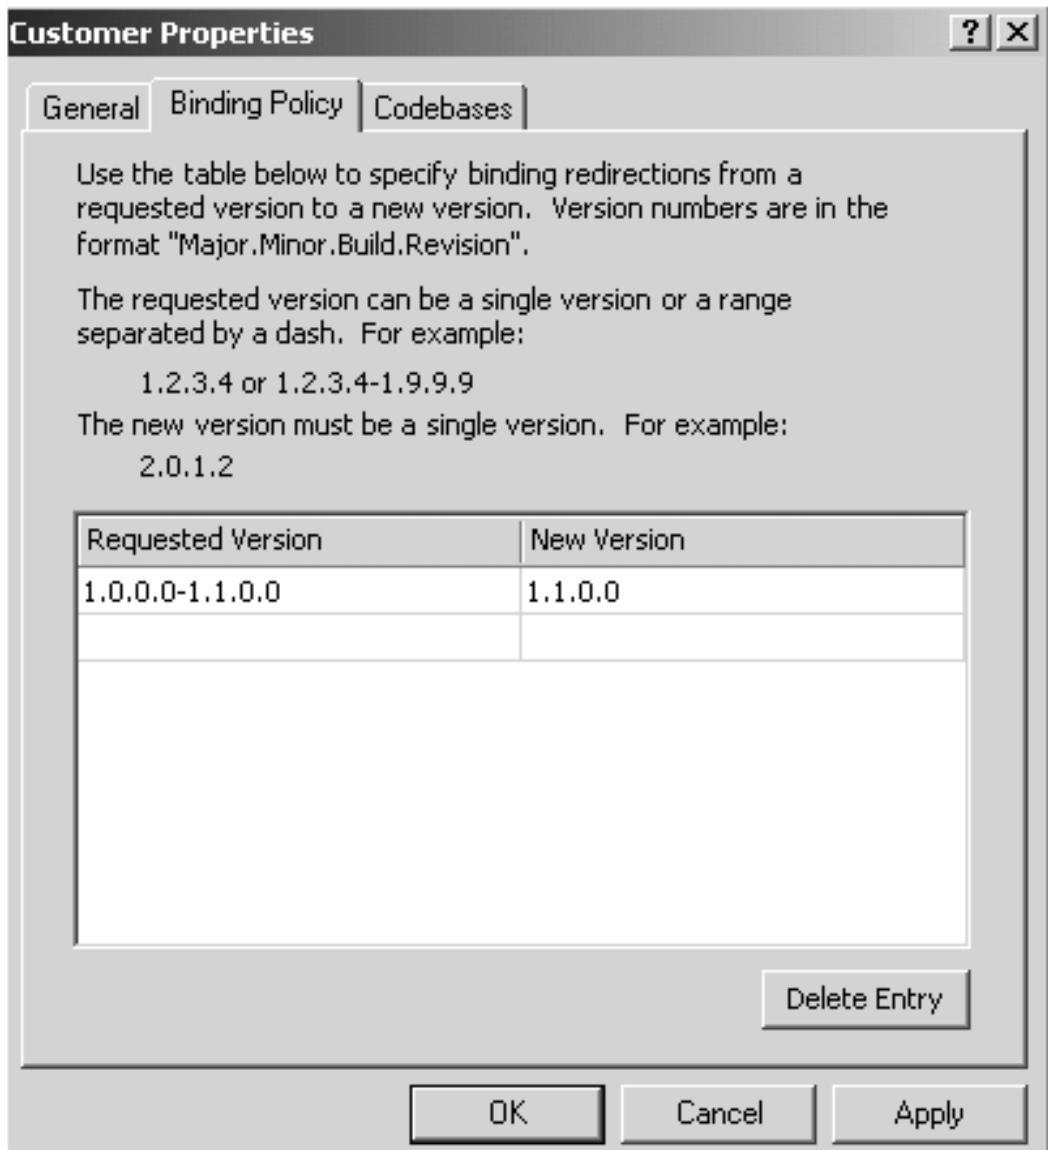 Customer Properties
General Binding Policy Codebases
Use the table below to specify binding redirections from a
requested version to a new version.  Version numbers are in the
format "Major.Minor.Build.Revision".
The requested version can be a single version or a range
separated by a dash.  For example:
1.2.3.4 or 1.2.3.4-1.9.9.9
The new version must be a single version.  For example:
2.0.1.2
Requested Version New Version
1.0.0.0-1.1.0.0 1.1.0.0
Delete Entry
OK Cancel Apply